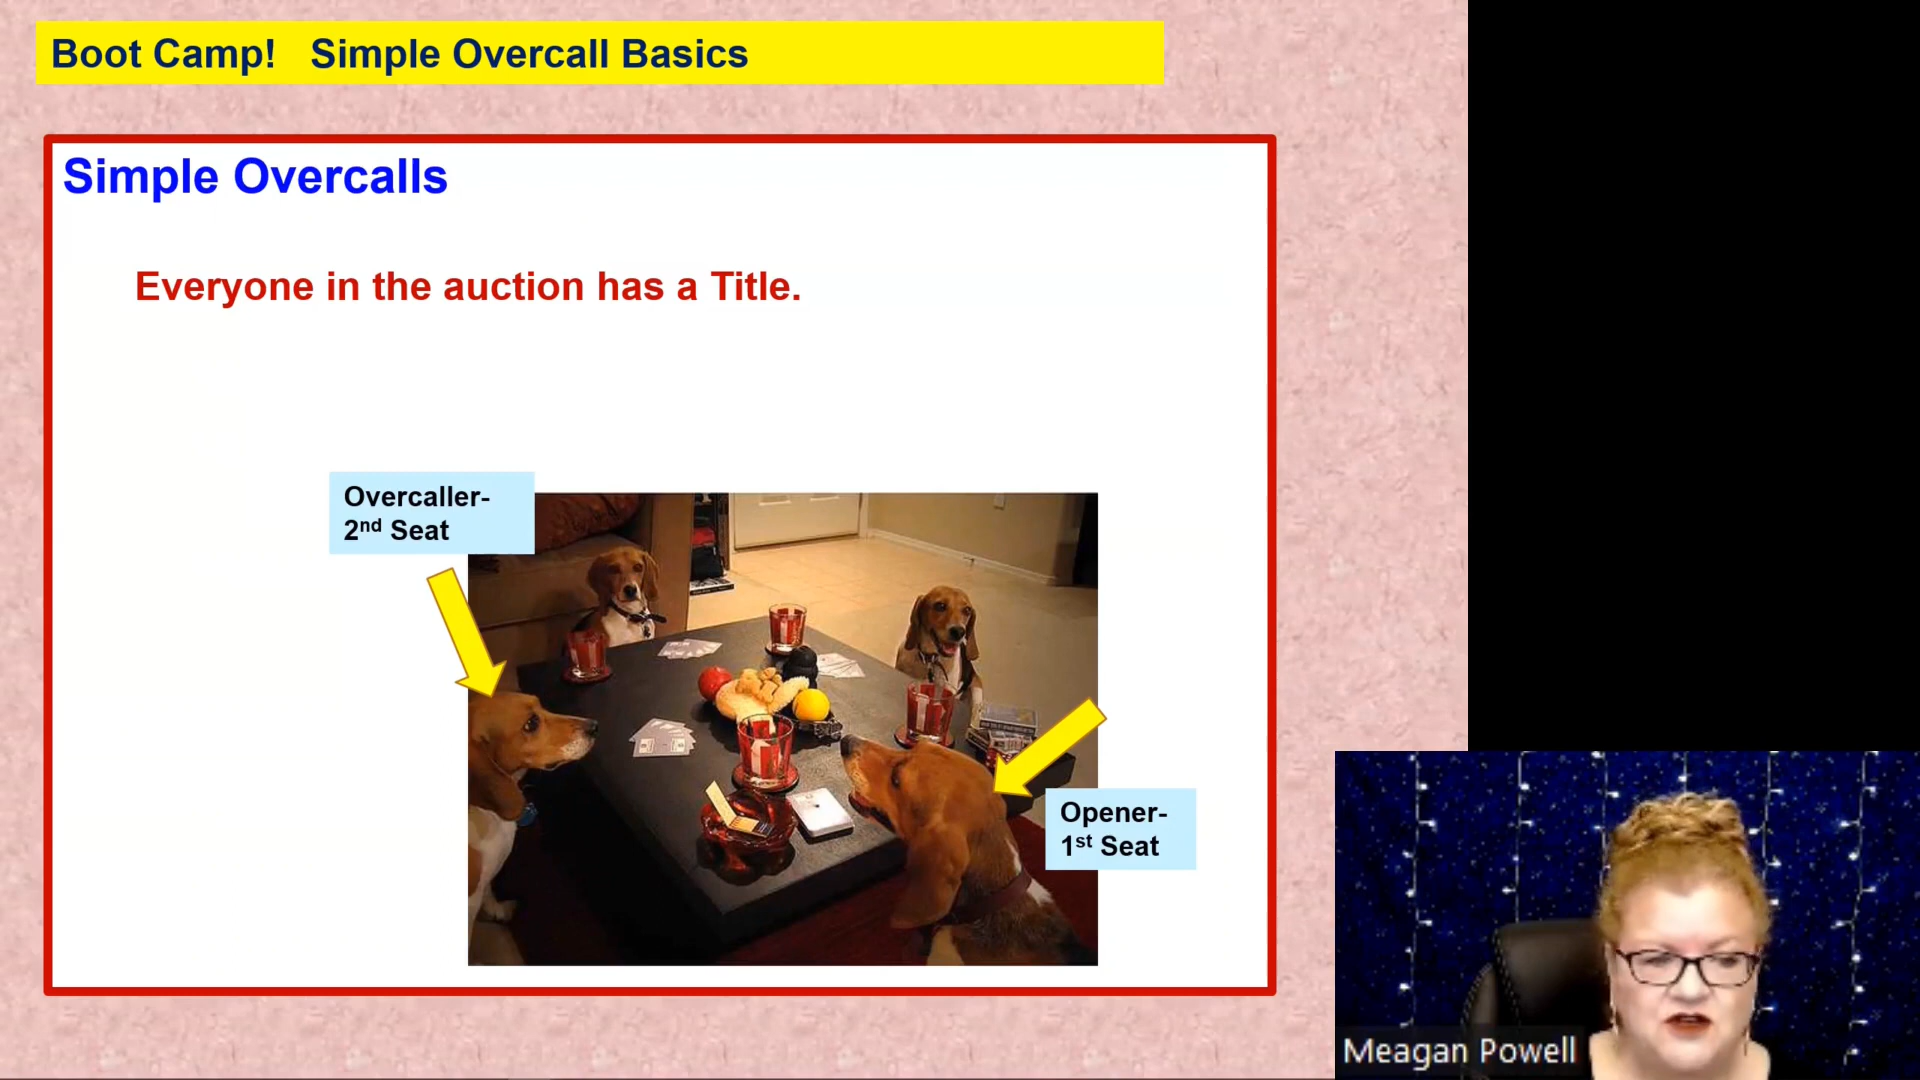 Boot Camp! Simple Overcall Basics
Simple Overcalls
Everyone in the auction has a Title.
Overcaller-
2nd Seat
Opener-
1st Seat
Meagan Powell